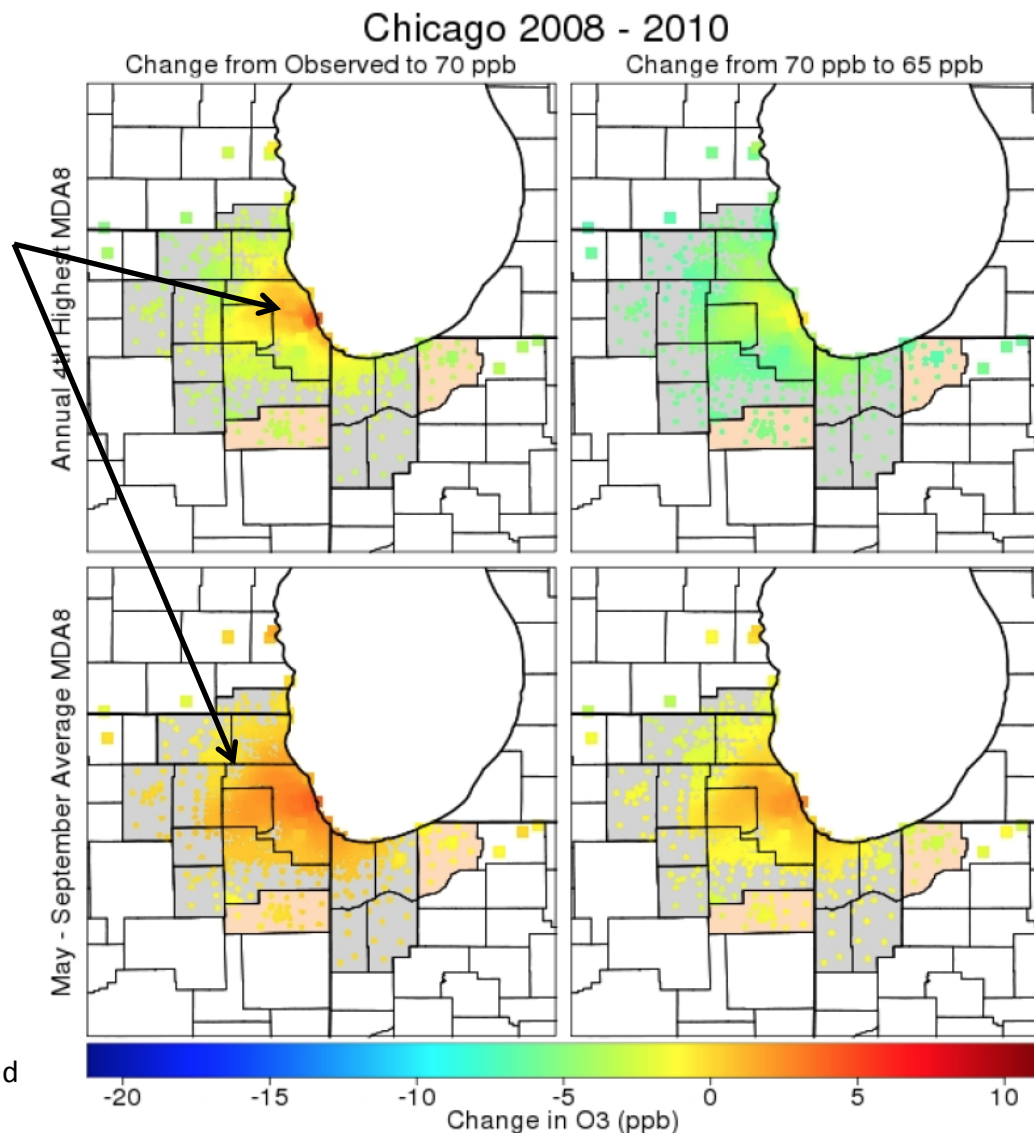 Chicago 2008 - 2010
Change from Observed to 70 ppb
Change from 70 ppb to 65 ppb
Annual 4th Highest MDA8
May - September Average MDA8
d
-20 -15 -10 -5 0 5 10
Change in O3 (ppb)